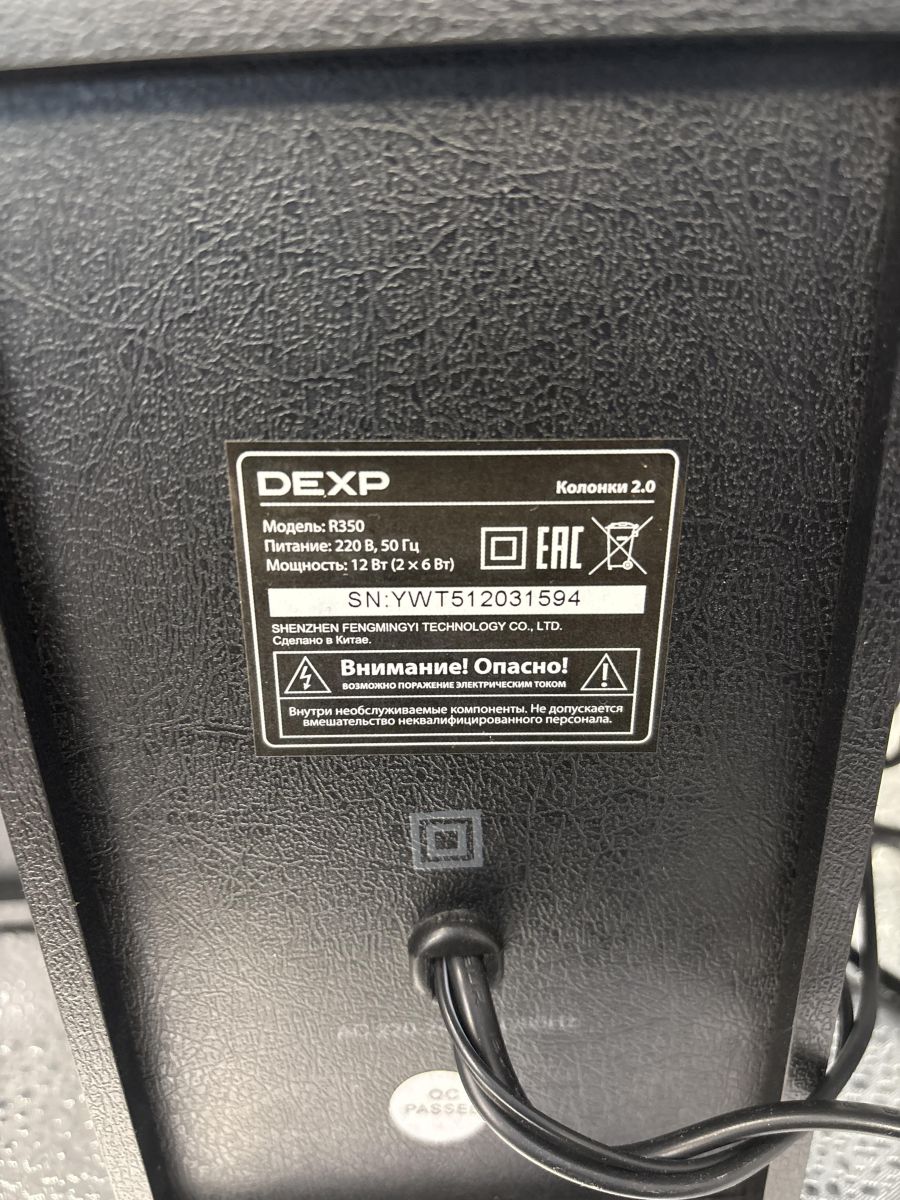 DEXP
Колонки 2.0
Модель: R350
Питание: 220 В, 50 Гц
Мощность: 12 Вт (2 × 6 Вт)
EAC
SN:YWT512031594
SHENZHEN FENGMINGYI TECHNOLOGY CO., LTD.
Сделано в Китае.
Внимание! Опасно!
ВОЗМОЖНО ПОРАЖЕНИЕ ЭЛЕКТРИЧЕСКИМ ТОКОМ
Внутри необслуживаемые компоненты. Не допускается
вмешательство неквалифицированного персонала.
QC
PASSED